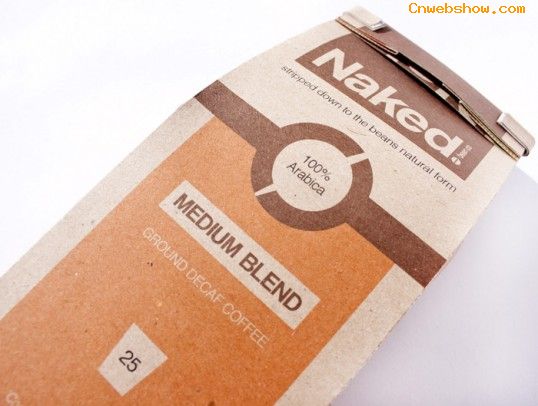 Cnwebshow.com
Naked.
stripped down to the beans natural form
100%
Arabica
MEDIUM BLEND
GROUND DECAF COFFEE
25